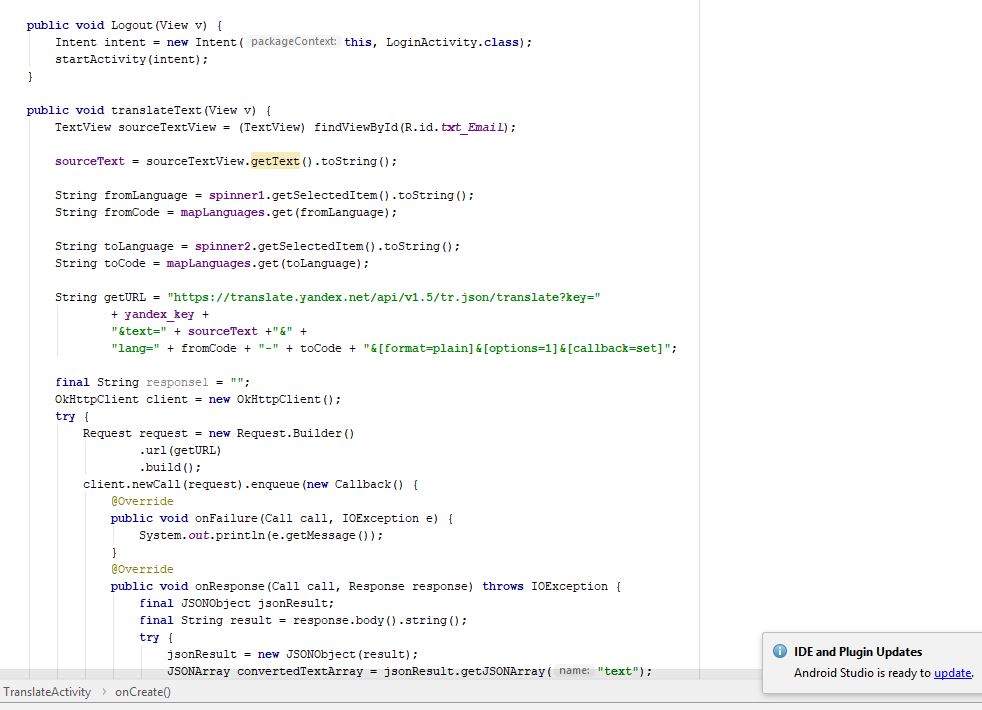 public void Logout(View v) {
Intent intent = new Intent( packageContext: this, LoginActivity.class);
startActivity(intent);
}
public void translateText(View v) {
TextView sourceTextView = (TextView) findViewById(R.id.txt_Email);
sourceText = sourceTextView.getText().toString();
String fromLanguage = spinner1.getSelectedItem().toString();
String fromCode = mapLanguages.get(fromLanguage);
String toLanguage = spinner2.getSelectedItem().toString();
String toCode = mapLanguages.get(toLanguage);
String getURL = "https://translate.yandex.net/api/v1.5/tr.json/translate?key="
+ yandex_key +
"&text=" + sourceText +"&" +
"lang=" + fromCode + "-" + toCode + "&[format=plain]&[options=1]&[callback=set]";
final String response1 = "";
OkHttpClient client = new OkHttpClient();
try {
Request request = new Request.Builder()
.url(getURL)
.build();
client.newCall(request).enqueue(new Callback() {
@Override
public void onFailure(Call call, IOException e) {
System.out.println(e.getMessage());
}
@Override
public void onResponse(Call call, Response response) throws IOException {
final JSONObject jsonResult;
final String result = response.body().string();
try {
jsonResult = new JSONObject(result);
JSONArray convertedTextArray = jsonResult.getJSONArray( name: "text");
IDE and Plugin Updates
Android Studio is ready to update.
TranslateActivity › onCreate()